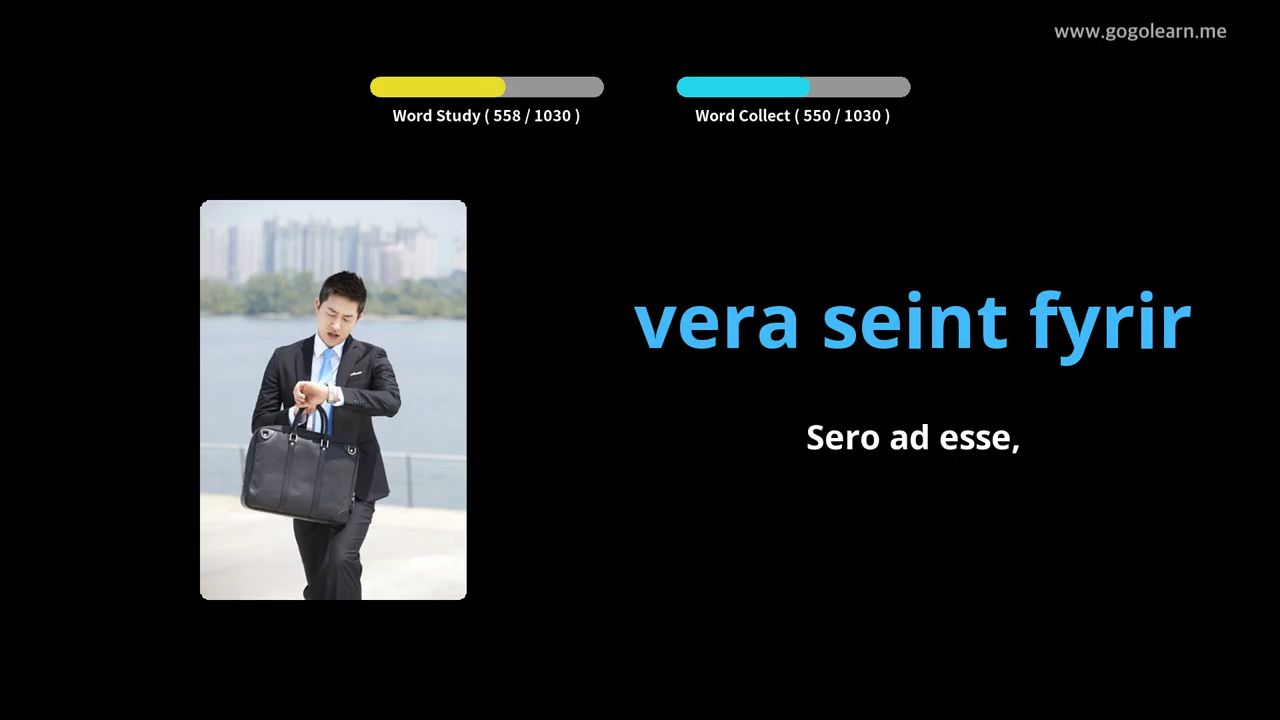 www.gogolearn.me
Word Study ( 558 / 1030 )
Word Collect ( 550 / 1030 )
vera seint fyrir
Sero ad esse,